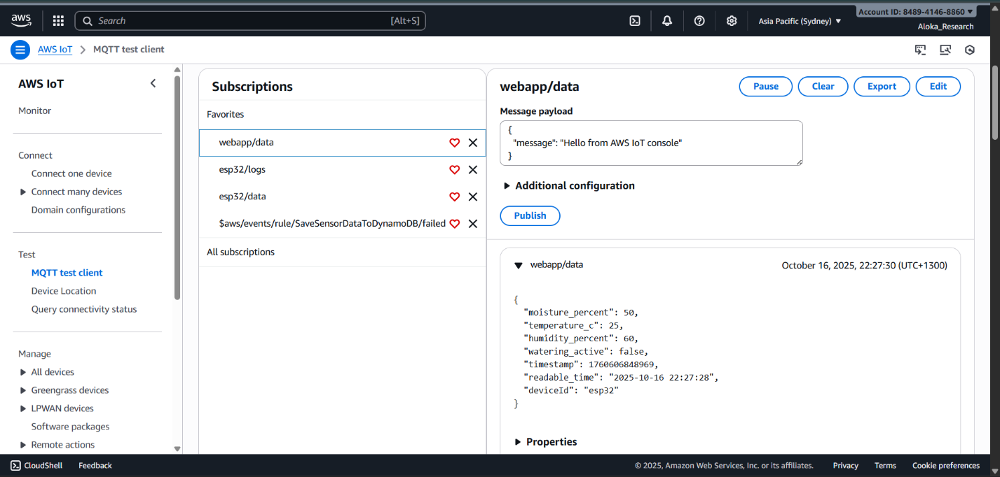 aws
Search
[Alt+S]
Asia Pacific (Sydney) ▼
Account ID: 8489-4146-8860 ▼
Aloka_Research
AWS IoT > MQTT test client
AWS IoT
Monitor
Connect
Connect one device
Connect many devices
Domain configurations
Test
MQTT test client
Device Location
Query connectivity status
Manage
All devices
Greengrass devices
LPWAN devices
Software packages
Remote actions
Subscriptions
Favorites
webapp/data
esp32/logs
esp32/data
$aws/events/rule/SaveSensorDataToDynamoDB/failed
All subscriptions
webapp/data
Pause
Clear
Export
Edit
Message payload
{
"message": "Hello from AWS IoT console"
}
Additional configuration
Publish
webapp/data
October 16, 2025, 22:27:30 (UTC+1300)
{
"moisture_percent": 50,
"temperature_c": 25,
"humidity_percent": 60,
"watering_active": false,
"timestamp": 1760606848969,
"readable_time": "2025-10-16 22:27:28",
"deviceId": "esp32"
}
Properties
CloudShell
Feedback
© 2025, Amazon Web Services, Inc. or its affiliates.
Privacy
Terms
Cookie preferences